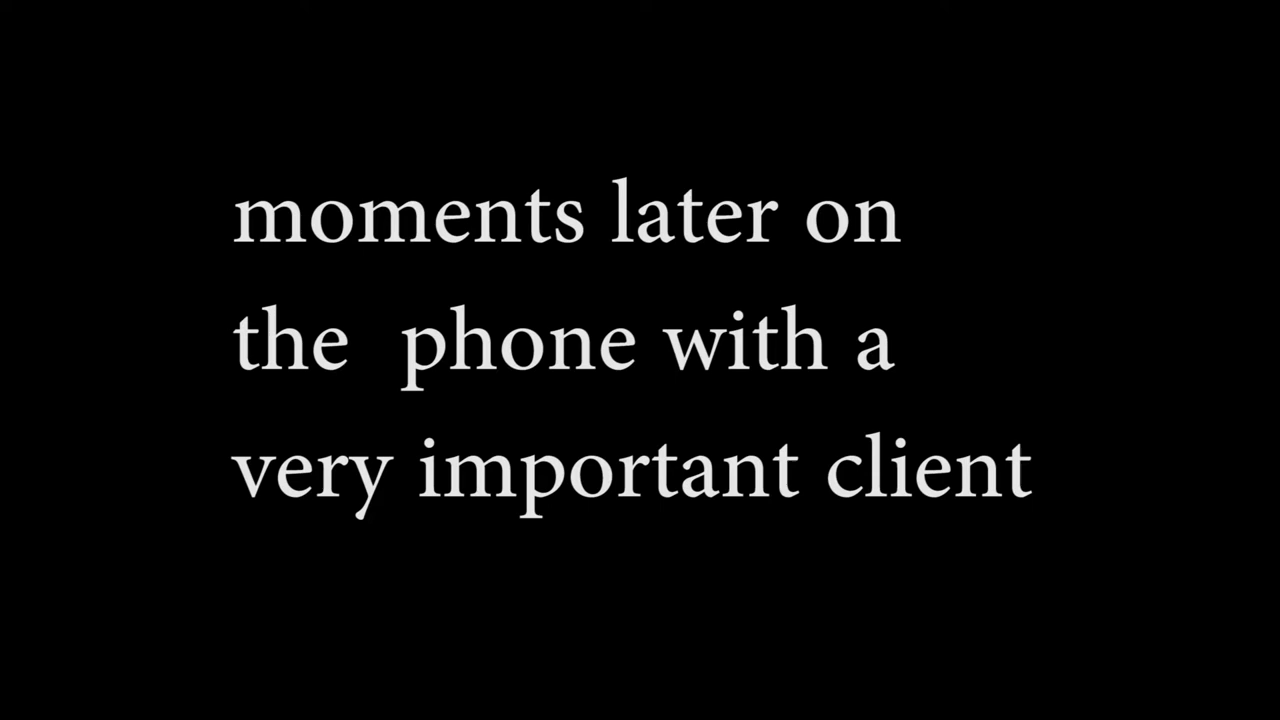 moments later on
the  phone with a
very important client